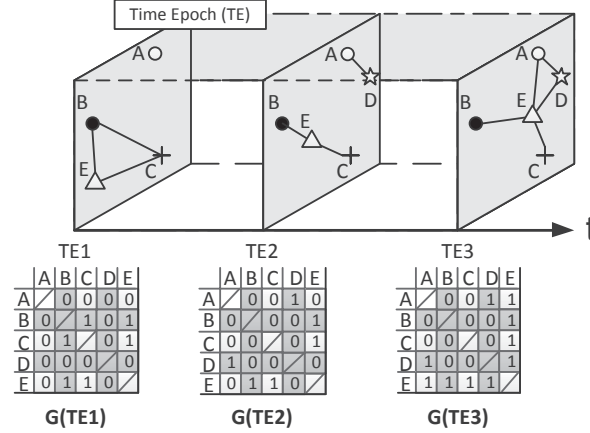 Time Epoch (TE)
A
B
E
C
A
D
B
E
C
A
D
E
B
C
t
TE1 TE2 TE3
A B C D E
A 0 0 0 0
B 0 1 0 1
C 0 1 0 1
D 0 0 0 0
E 0 1 1 0
G(TE1)
A B C D E
A 0 0 1 0
B 0 0 0 1
C 0 0 0 1
D 1 0 0 0
E 0 1 1 0
G(TE2)
A B C D E
A 0 0 1 1
B 0 0 0 1
C 0 0 0 1
D 1 0 0 1
E 1 1 1 1
G(TE3)